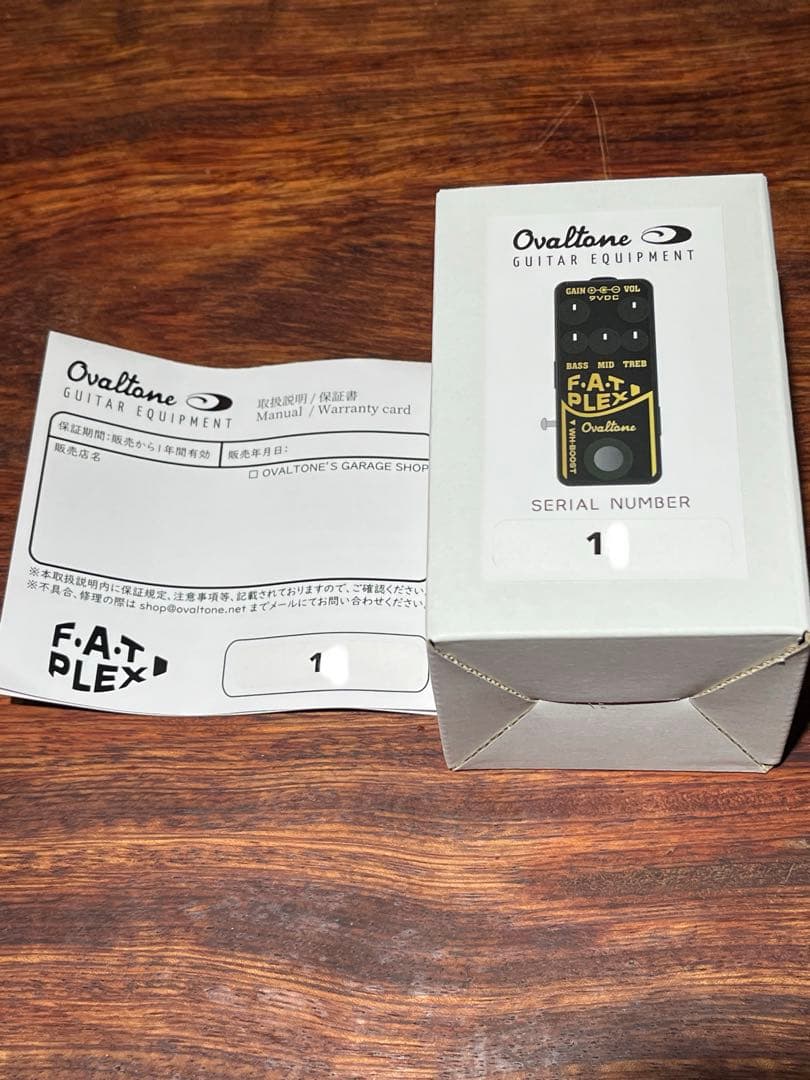 Ovaltone
GUITAR EQUIPMENT
取扱説明 / 保証書
Manual / Warranty card
保証期間:販売から1年間有効
販売年月日:
販売店名
□ OVALTONE'S GARAGE SHOP
※本取扱説明内に保証規定、注意事項等、記載されておりますので、ご確認ください。
※不具合、修理の際は shop@ovaltone.net までメールにてお問い合わせください。
F・A・T
PLEX
1
Ovaltone
GUITAR EQUIPMENT
GAIN VOL
9VDC
BASS MID TREB
F・A・T
PLEX
Ovaltone
▼WH-BOOST
SERIAL NUMBER
1